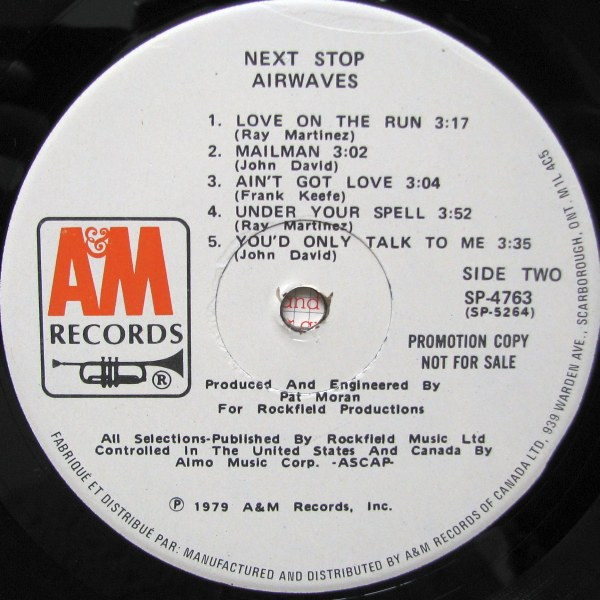 NEXT STOP
AIRWAVES
1. LOVE ON THE RUN 3:17
(Ray Martinez)
2. MAILMAN 3:02
(John David)
3. AIN'T GOT LOVE 3:04
(Frank Keefe)
4. UNDER YOUR SPELL 3:52
(Ray Martinez)
5. YOU'D ONLY TALK TO ME 3:35
(John David)
A&M
RECORDS
®
SIDE TWO
SP-4763
(SP-5264)
PROMOTION COPY
NOT FOR SALE
and
Produced And Engineered By
Pat Moran
For Rockfield Productions
All Selections-Published By Rockfield Music Ltd
Controlled In The United States And Canada By
Almo Music Corp. -ASCAP-
℗ 1979 A&M Records, Inc.
FABRIQUÉ ET DISTRIBUÉ PAR: MANUFACTURED AND DISTRIBUTED BY A&M RECORDS OF CANADA LTD, 939 WARDEN AVE., SCARBOROUGH, ONT. M1L 4C5